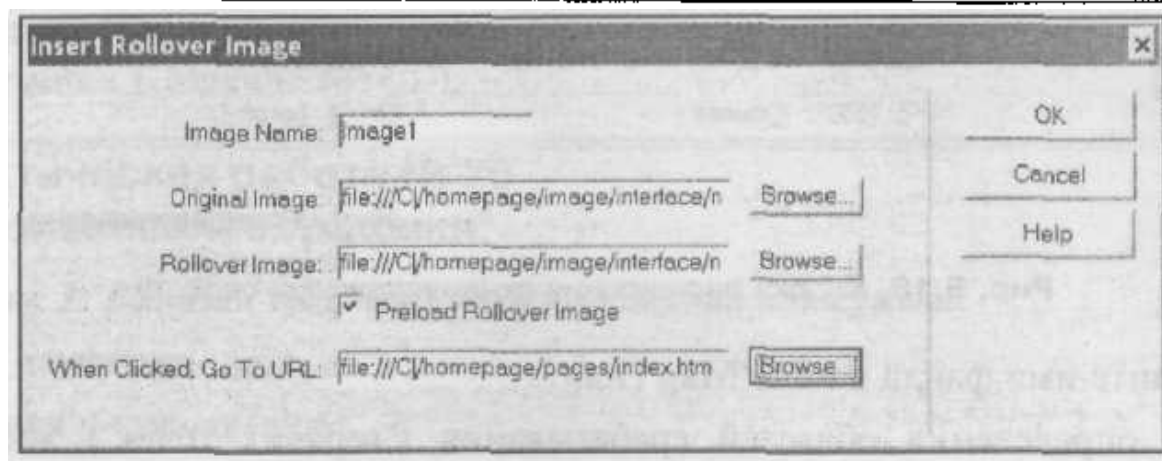 Insert Rollover Image
Image Name: image1
OK
Original Image: file:///C|/homepage/image/interface/n Browse...
Cancel
Rollover Image: file:///C|/homepage/image/interface/n Browse...
Help
Preload Rollover Image
When Clicked, Go To URL: file:///C|/homepage/pages/index.htm Browse...